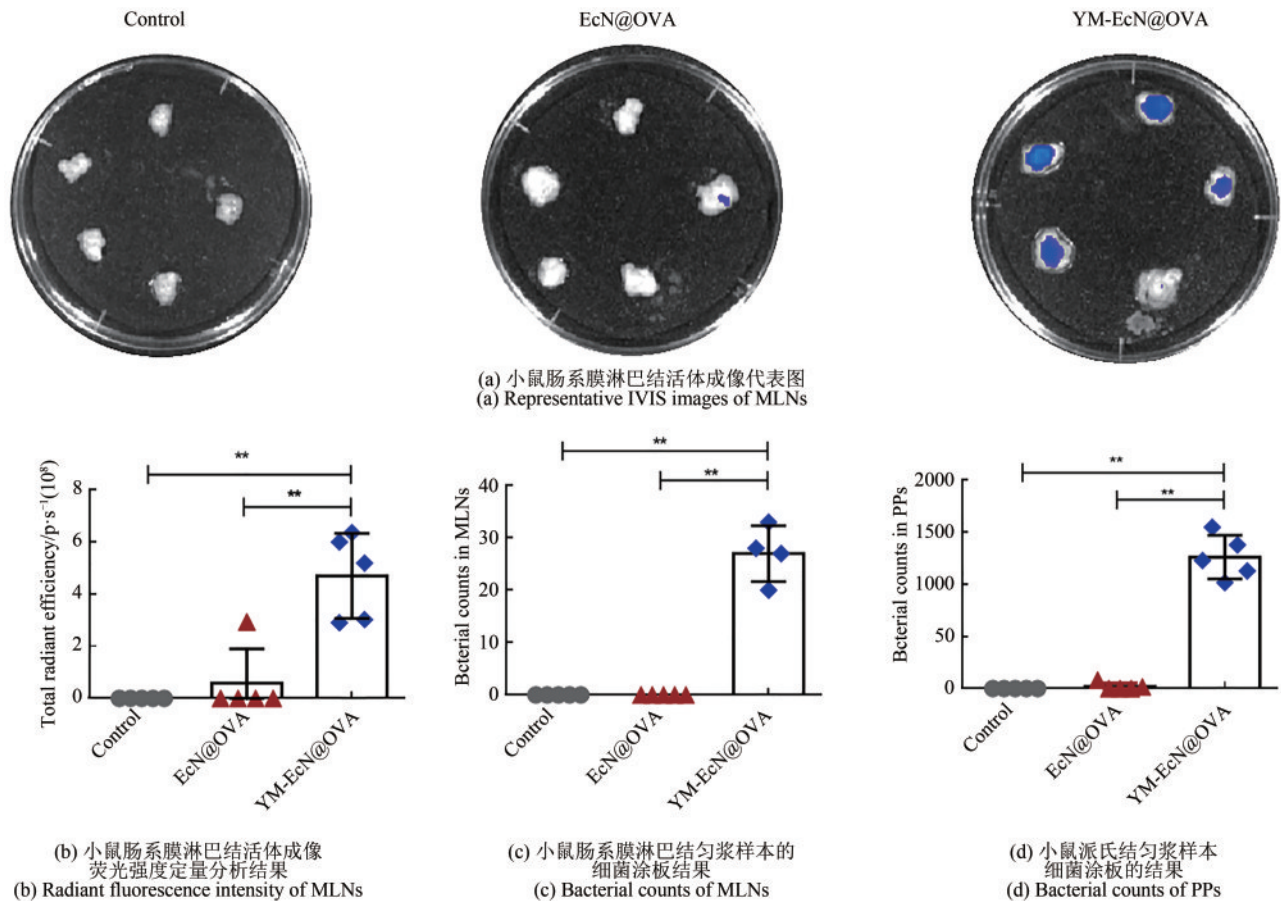 Control
EcN@OVA
YM-EcN@OVA
(a) 小鼠肠系膜淋巴结活体成像代表图
(a) Representative IVIS images of MLNs
Total radiant efficiency/p·s⁻¹(10⁸)
8
6
4
2
0
**
**
Control
EcN@OVA
YM-EcN@OVA
(b) 小鼠肠系膜淋巴结活体成像
荧光强度定量分析结果
(b) Radiant fluorescence intensity of MLNs
Bcterial counts in MLNs
40
30
20
10
0
**
**
Control
EcN@OVA
YM-EcN@OVA
(c) 小鼠肠系膜淋巴结匀浆样本的
细菌涂板结果
(c) Bacterial counts of MLNs
Bcterial counts in PPs
2000
1500
1000
500
0
**
**
Control
EcN@OVA
YM-EcN@OVA
(d) 小鼠派氏结匀浆样本
细菌涂板的结果
(d) Bacterial counts of PPs